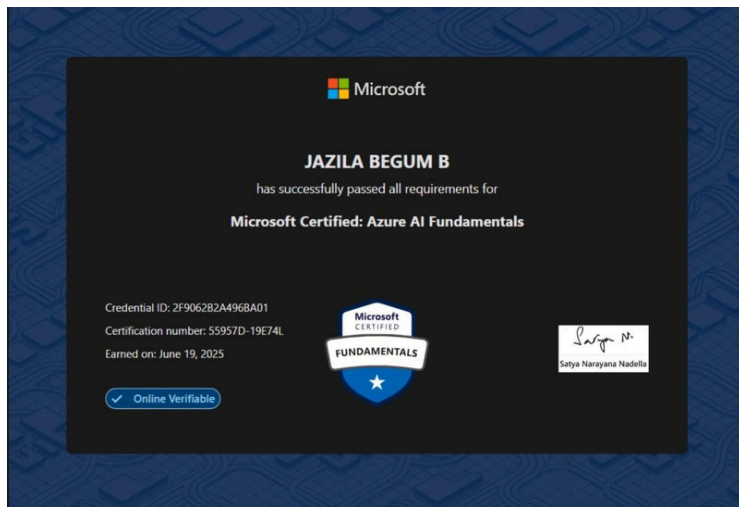 Microsoft
JAZILA BEGUM B
has successfully passed all requirements for
Microsoft Certified: Azure AI Fundamentals
Credential ID: 2F9062B2A496BA01
Certification number: 55957D-19E74L
Earned on: June 19, 2025
Online Verifiable
Microsoft
CERTIFIED
FUNDAMENTALS
Satya N.
Satya Narayana Nadella